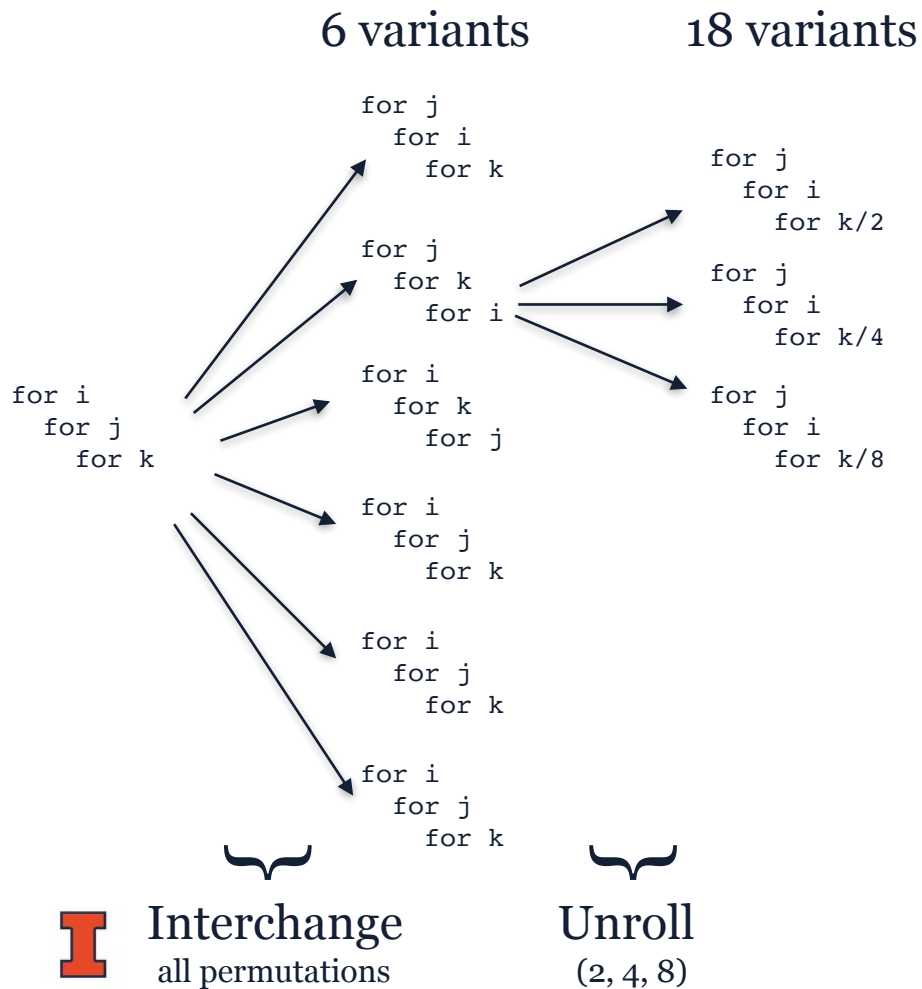 6 variants
18 variants
for i
for j
for k
for j
for i
for k
for j
for k
for i
for i
for k
for j
for i
for j
for k
for i
for j
for k
for i
for j
for k
for j
for i
for k/2
for j
for i
for k/4
for j
for i
for k/8
I
Interchange
all permutations
Unroll
(2, 4, 8)